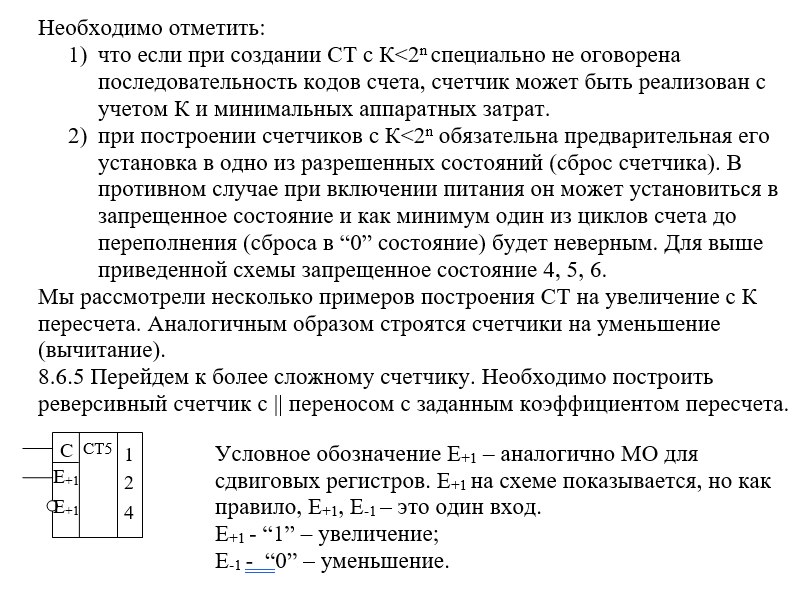 Необходимо отметить:
1) что если при создании СТ с К<2ⁿ специально не оговорена
последовательность кодов счета, счетчик может быть реализован с
учетом К и минимальных аппаратных затрат.
2) при построении счетчиков с К<2ⁿ обязательна предварительная его
установка в одно из разрешенных состояний (сброс счетчика). В
противном случае при включении питания он может установиться в
запрещенное состояние и как минимум один из циклов счета до
переполнения (сброса в “0” состояние) будет неверным. Для выше
приведенной схемы запрещенное состояние 4, 5, 6.
Мы рассмотрели несколько примеров построения СТ на увеличение с К
пересчета. Аналогичным образом строятся счетчики на уменьшение
(вычитание).
8.6.5 Перейдем к более сложному счетчику. Необходимо построить
реверсивный счетчик с || переносом с заданным коэффициентом пересчета.
С СТ5 1
Е₊₁ 2
Е₊₁ 4
Условное обозначение Е₊₁ – аналогично МО для
сдвиговых регистров. Е₊₁ на схеме показывается, но как
правило, Е₊₁, Е₋₁ – это один вход.
Е₊₁ - “1” – увеличение;
Е₋₁ - “0” – уменьшение.